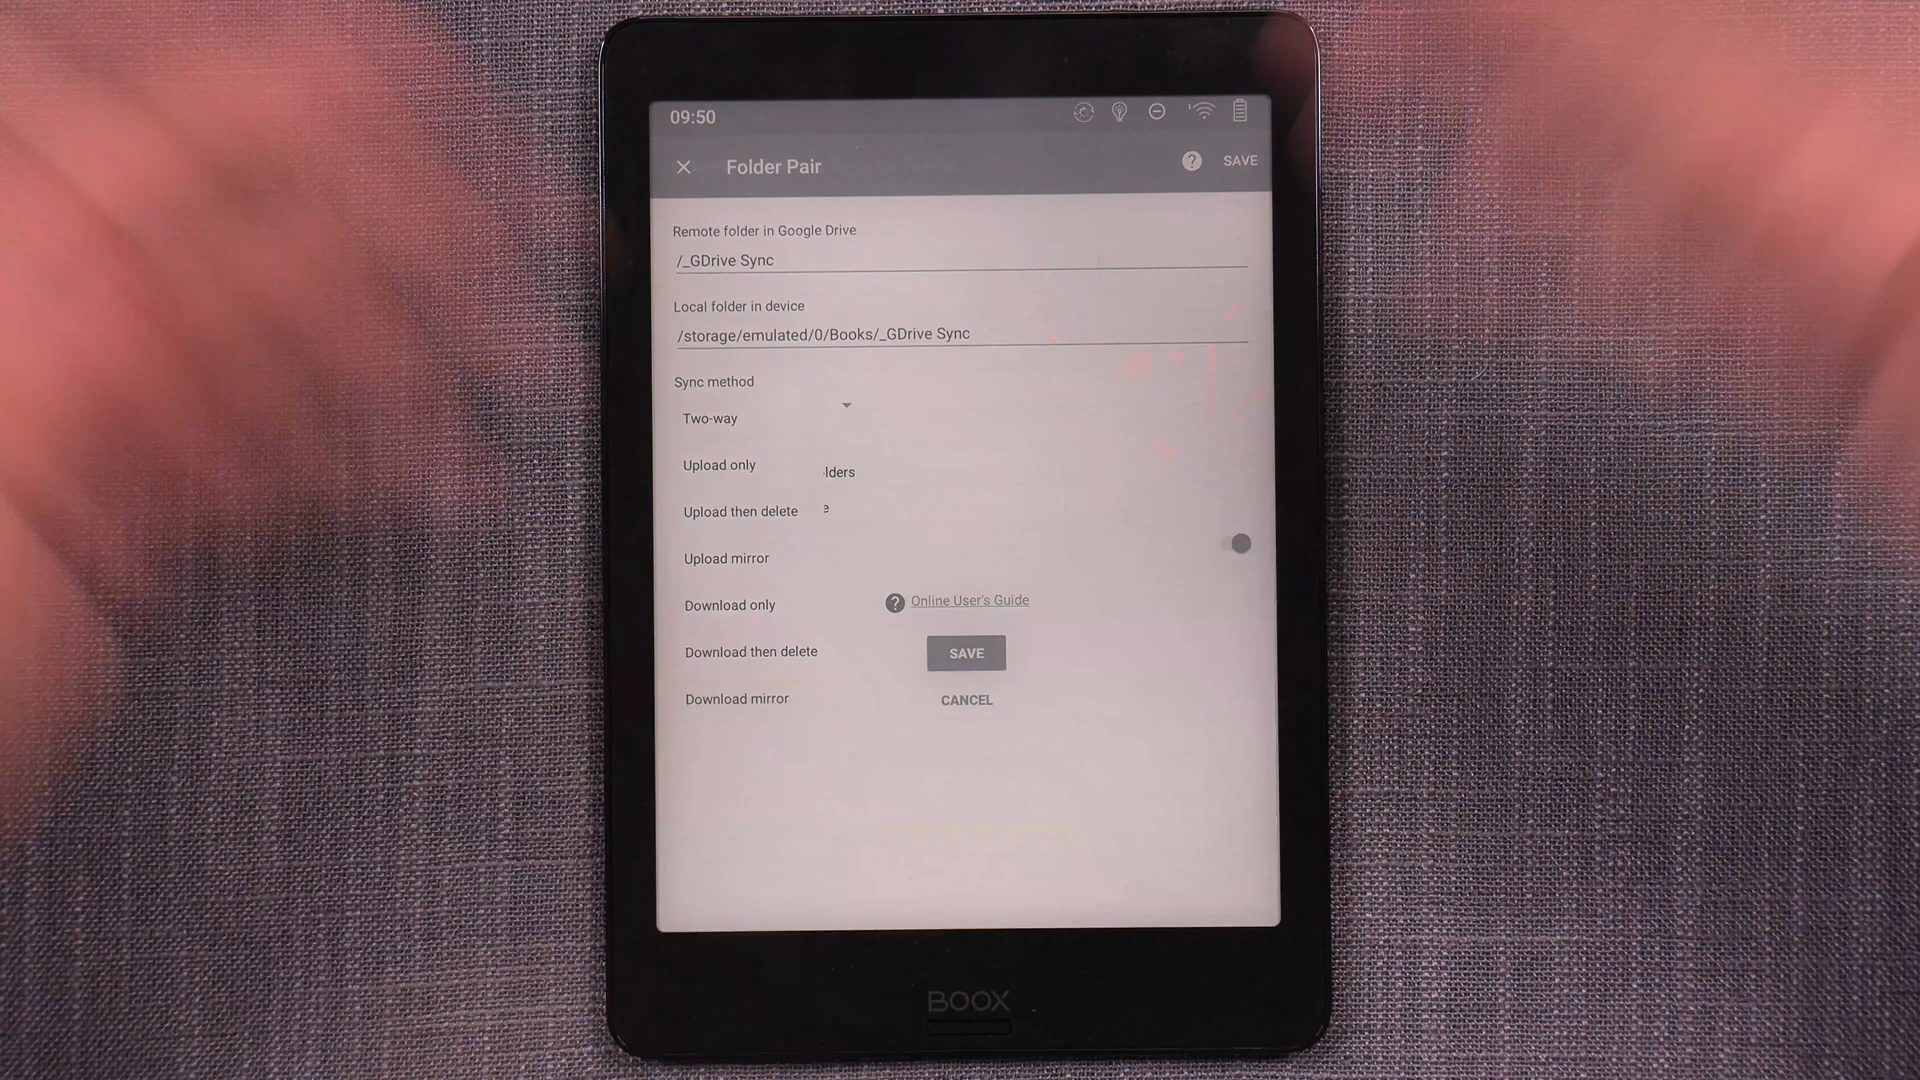 09:50
Folder Pair
SAVE
Remote folder in Google Drive
/_GDrive Sync
Local folder in device
/storage/emulated/0/Books/_GDrive Sync
Sync method
Two-way
Upload only
lders
Upload then delete
e
Upload mirror
Download only
Online User's Guide
Download then delete
SAVE
Download mirror
CANCEL
BOOX